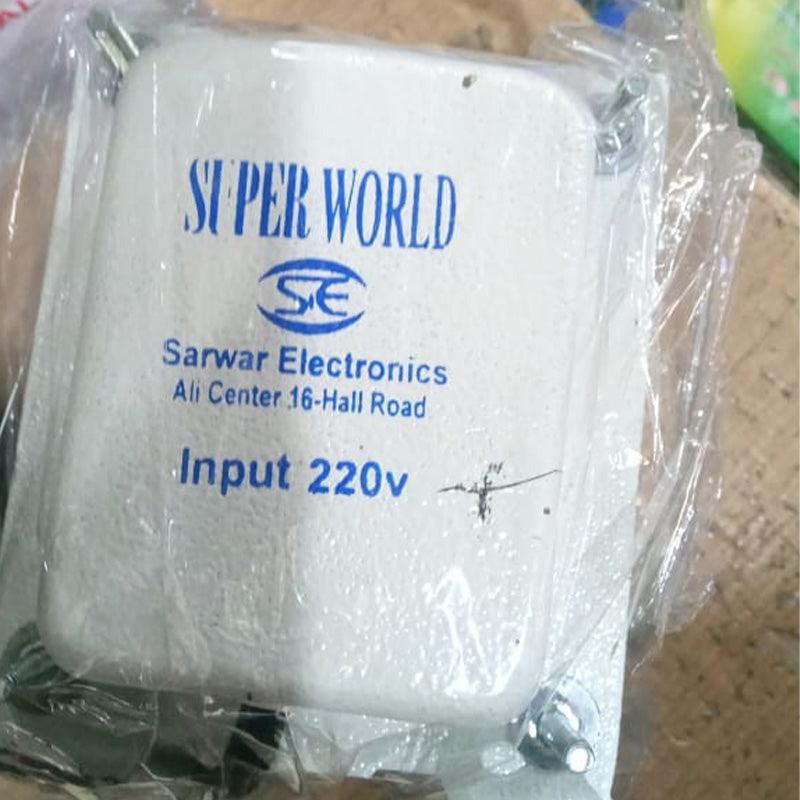 SUPER WORLD
SE
Sarwar Electronics
Ali Center 16-Hall Road
Input 220v